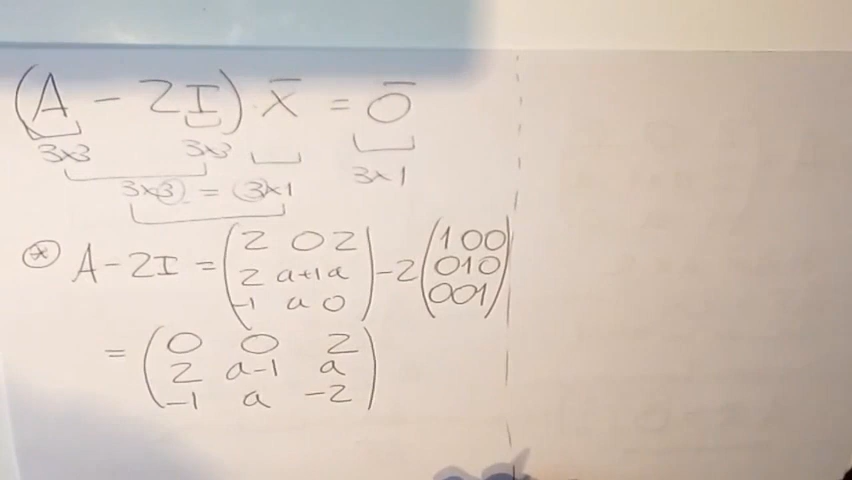 (A - 2I) · x̄ = ō
3x3 3x3
3x1
3x3 = 3x1
* A - 2I = (2 0 2
2 a+1 a
-1 a 0) - 2 (1 0 0
0 1 0
0 0 1)
= (0 0 2
2 a-1 a
-1 a -2)